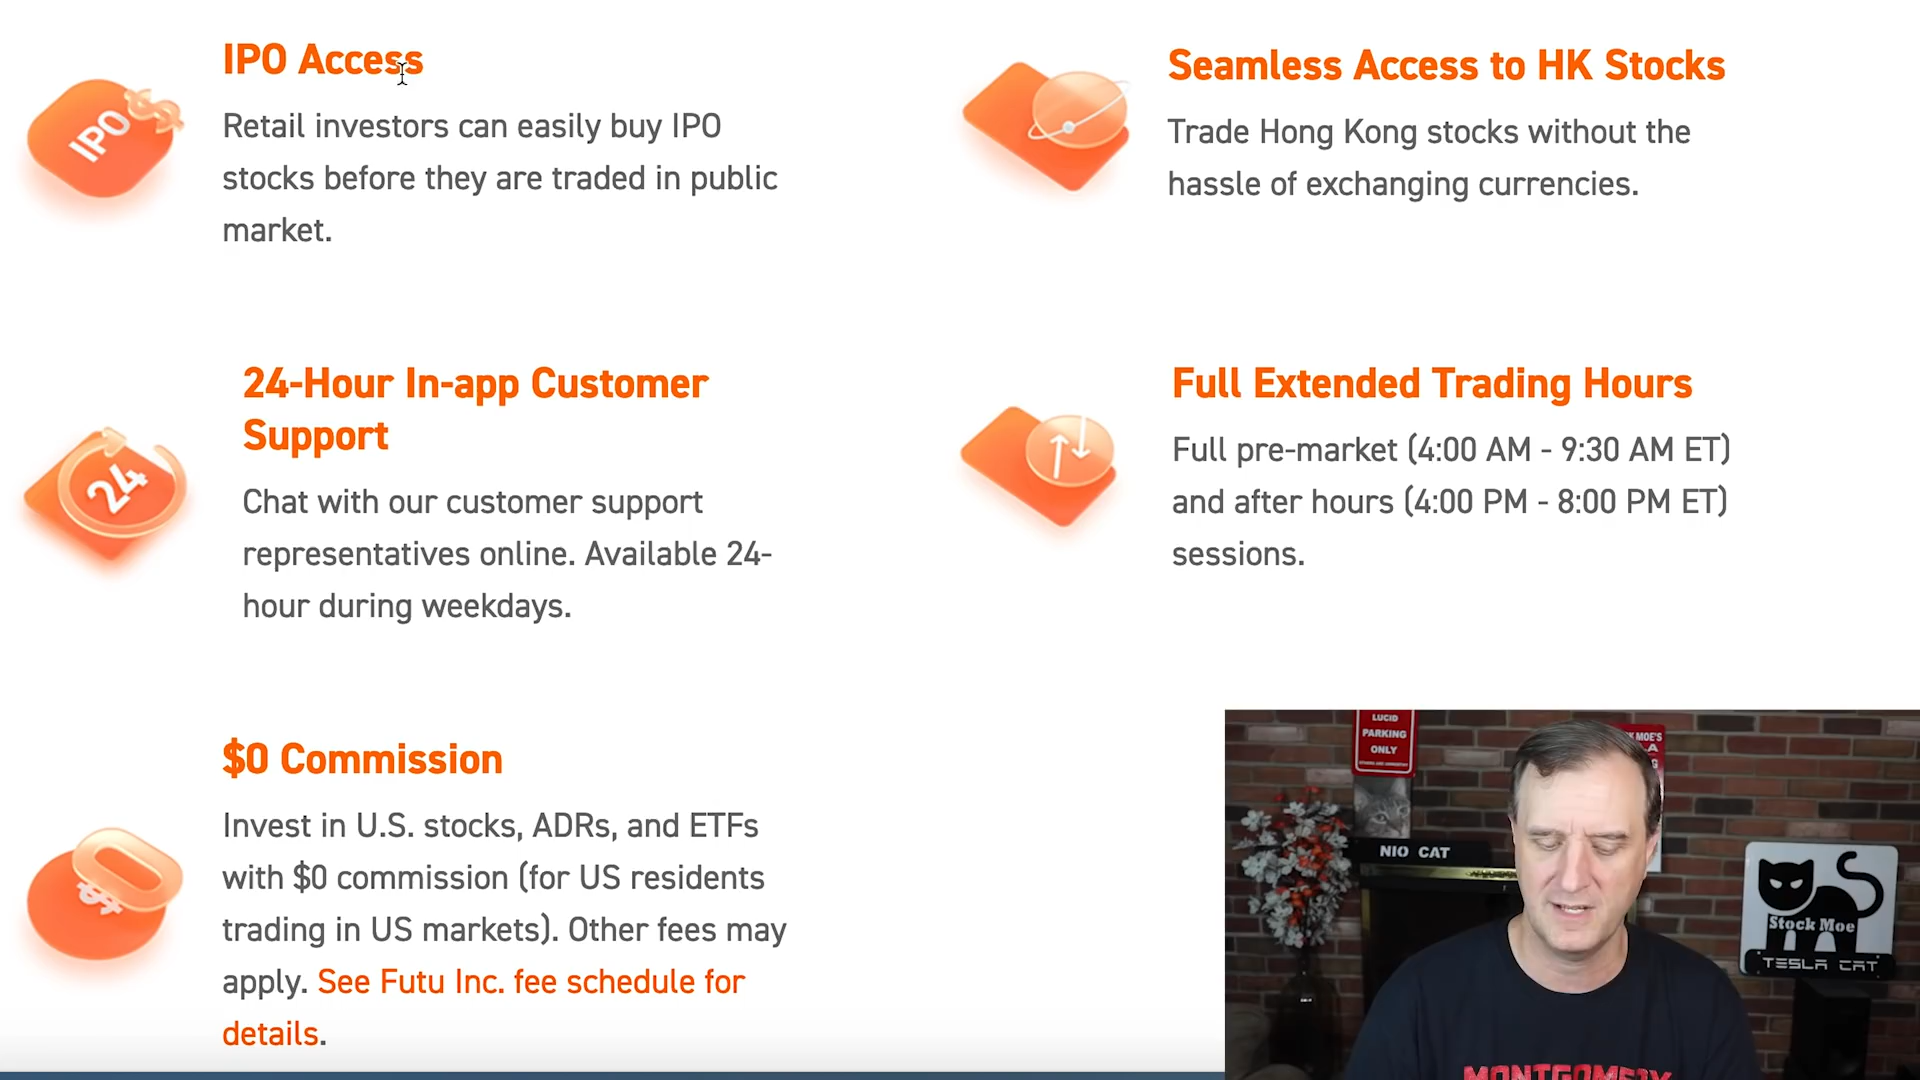 IPO Access
Retail investors can easily buy IPO
stocks before they are traded in public
market.
IPO
$
Seamless Access to HK Stocks
Trade Hong Kong stocks without the
hassle of exchanging currencies.
24-Hour In-app Customer
Support
Chat with our customer support
representatives online. Available 24-
hour during weekdays.
24
Full Extended Trading Hours
Full pre-market (4:00 AM - 9:30 AM ET)
and after hours (4:00 PM - 8:00 PM ET)
sessions.
$0 Commission
Invest in U.S. stocks, ADRs, and ETFs
with $0 commission (for US residents
trading in US markets). Other fees may
apply. See Futu Inc. fee schedule for
details.
$
LUCID
PARKING
ONLY
MOE'S
NIO CAT
Stock Moe
TESLA CAT
MONTGOMERY